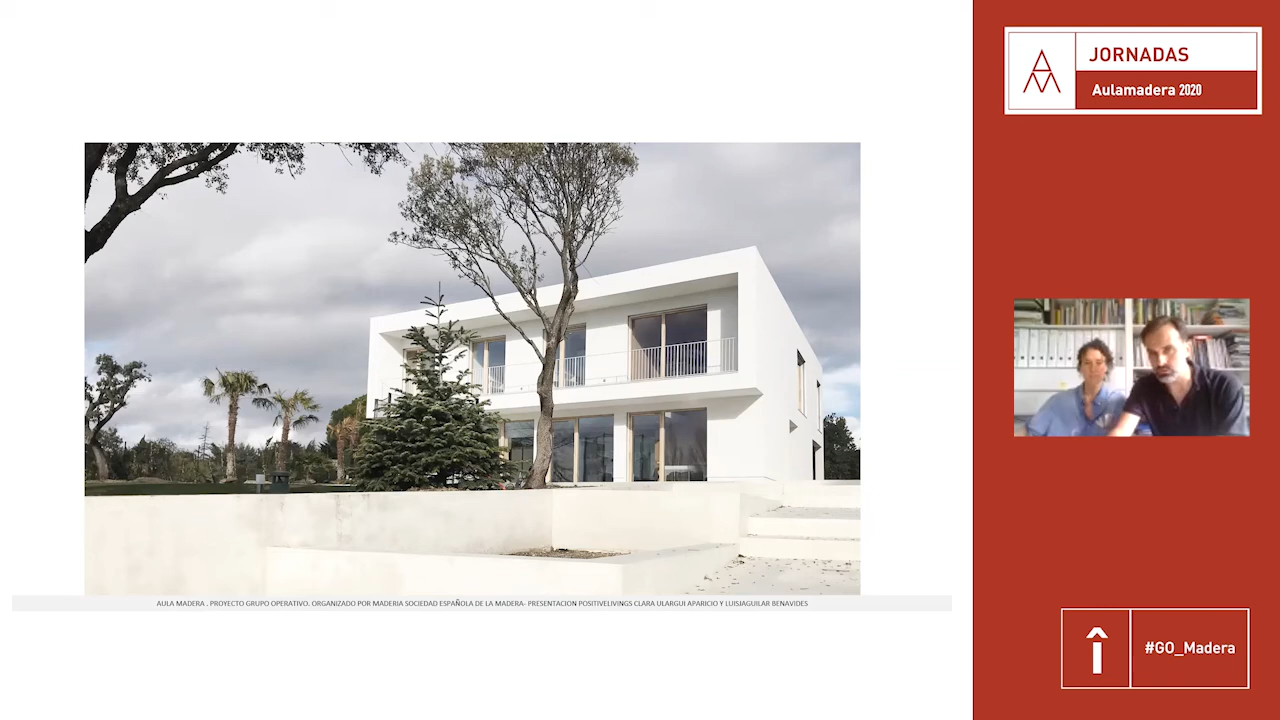 JORNADAS
Aulamadera 2020
AULA MADERA . PROYECTO GRUPO OPERATIVO. ORGANIZADO POR MADERIA SOCIEDAD ESPAÑOLA DE LA MADERA- PRESENTACION POSITIVELIVINGS CLARA ULARGUI APARICIO Y LUISJAGUILAR BENAVIDES
#GO_Madera